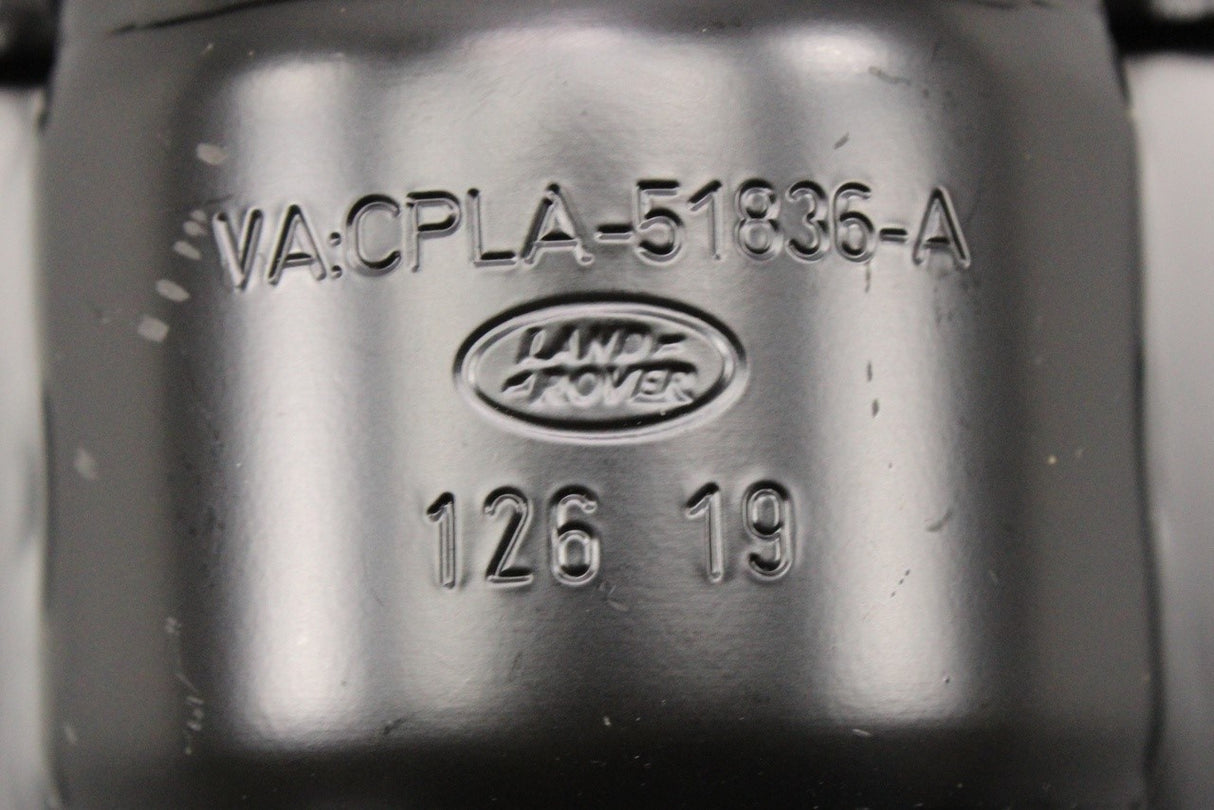 VA:CPLA-51836-A
LAND-
-ROVER
126 19